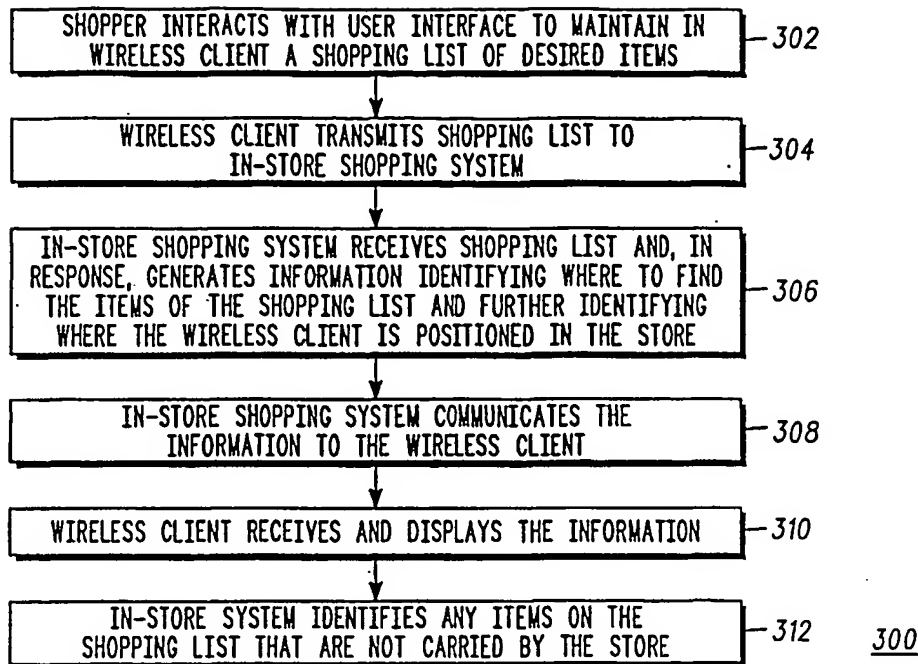 SHOPPER INTERACTS WITH USER INTERFACE TO MAINTAIN IN
WIRELESS CLIENT A SHOPPING LIST OF DESIRED ITEMS
302
WIRELESS CLIENT TRANSMITS SHOPPING LIST TO
IN-STORE SHOPPING SYSTEM
304
IN-STORE SHOPPING SYSTEM RECEIVES SHOPPING LIST AND, IN
RESPONSE, GENERATES INFORMATION IDENTIFYING WHERE TO FIND
THE ITEMS OF THE SHOPPING LIST AND FURTHER IDENTIFYING
WHERE THE WIRELESS CLIENT IS POSITIONED IN THE STORE
306
IN-STORE SHOPPING SYSTEM COMMUNICATES THE
INFORMATION TO THE WIRELESS CLIENT
308
WIRELESS CLIENT RECEIVES AND DISPLAYS THE INFORMATION
310
IN-STORE SYSTEM IDENTIFIES ANY ITEMS ON THE
SHOPPING LIST THAT ARE NOT CARRIED BY THE STORE
312
300